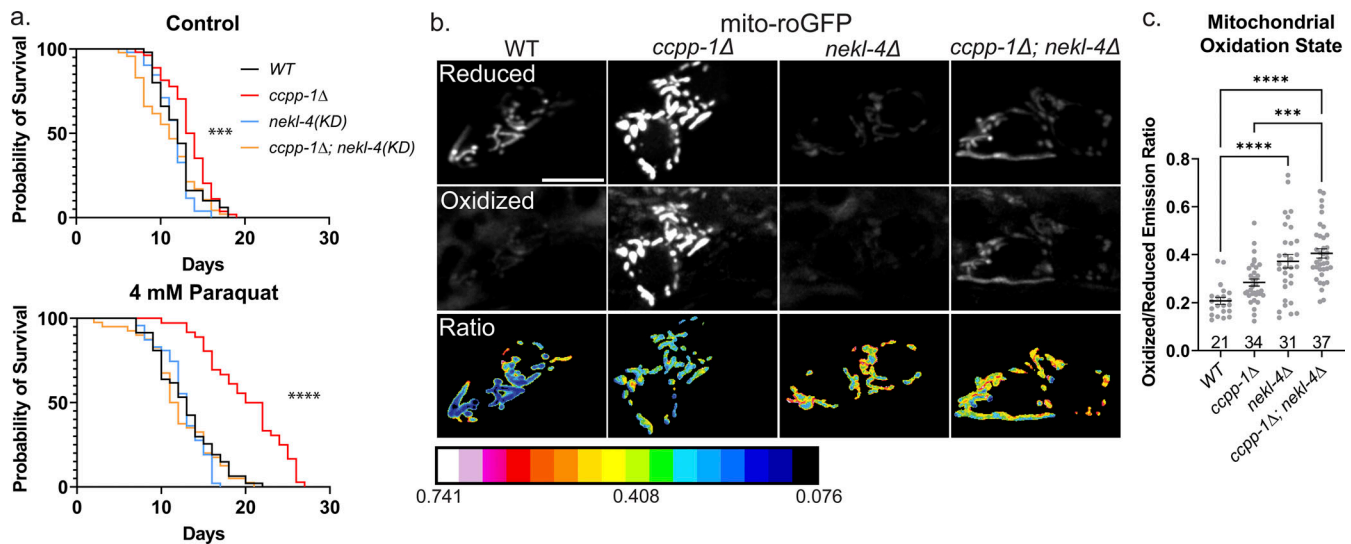 a.
Control
Probability of Survival
100
50
0
0
10
20
30
Days
WT
ccpp-1Δ
nekl-4(KD)
ccpp-1Δ; nekl-4(KD)
***
4 mM Paraquat
Probability of Survival
100
50
0
0
10
20
30
Days
****
b.
mito-roGFP
WT
ccpp-1Δ
nekl-4Δ
ccpp-1Δ; nekl-4Δ
Reduced
Oxidized
Ratio
0.741
0.408
0.076
c.
Mitochondrial
Oxidation State
****
***
****
Oxidized/Reduced Emission Ratio
0.8
0.6
0.4
0.2
0.0
21
34
31
37
WT
ccpp-1Δ
nekl-4Δ
ccpp-1Δ; nekl-4Δ